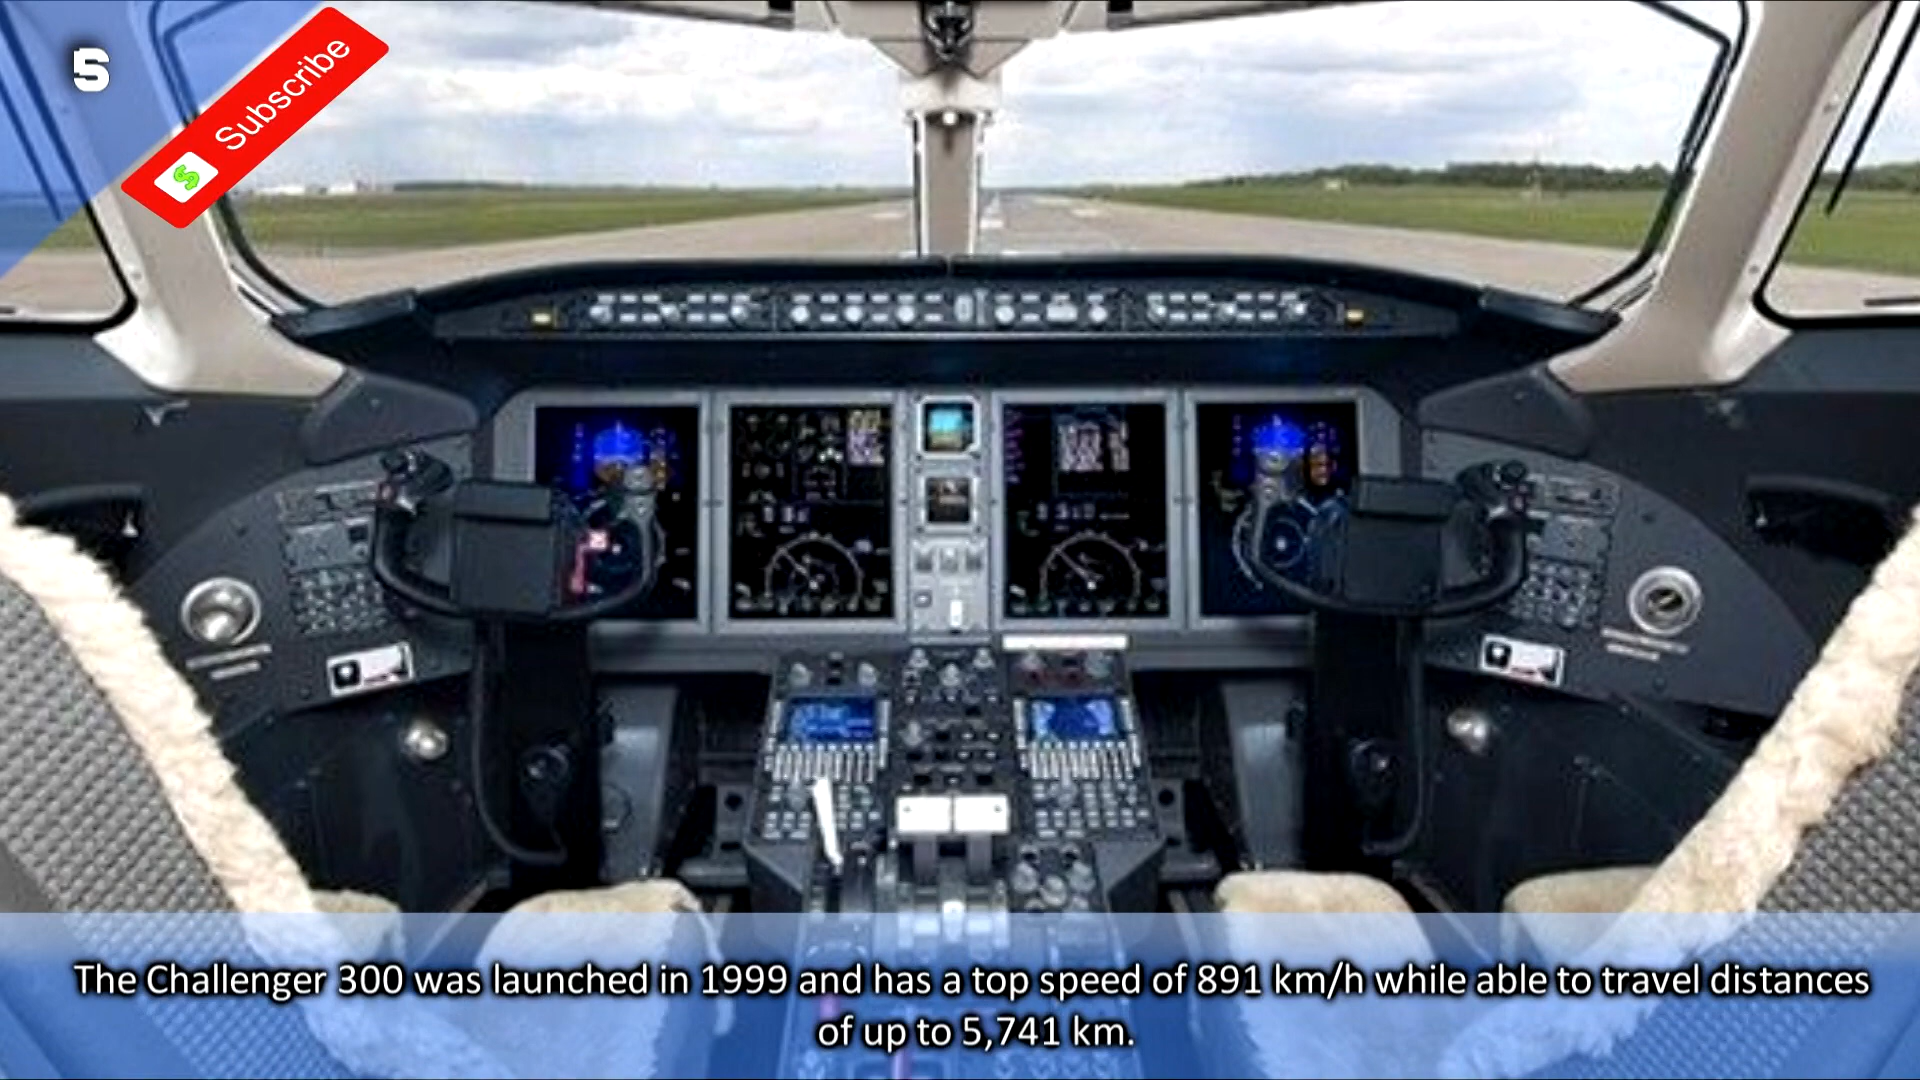 5
Subscribe
The Challenger 300 was launched in 1999 and has a top speed of 891 km/h while able to travel distances
of up to 5,741 km.